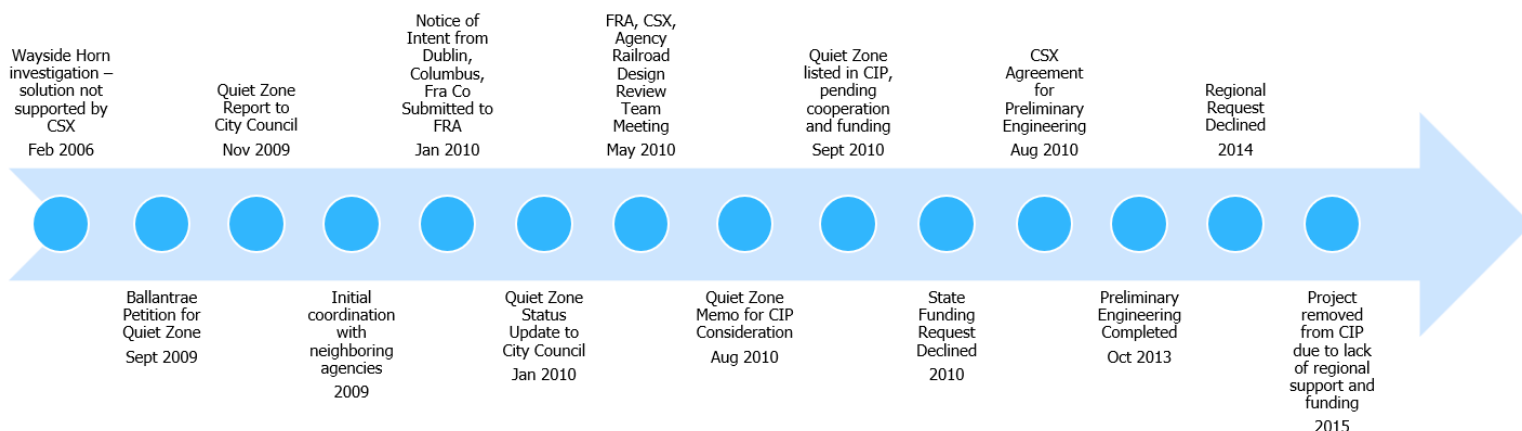 Wayside Horn
investigation –
solution not
supported by
CSX
Feb 2006
Ballantrae
Petition for
Quiet Zone
Sept 2009
Quiet Zone
Report to
City Council
Nov 2009
Initial
coordination
with
neighboring
agencies
2009
Notice of
Intent from
Dublin,
Columbus,
Fra Co
Submitted to
FRA
Jan 2010
Quiet Zone
Status
Update to
City Council
Jan 2010
FRA, CSX,
Agency
Railroad
Design
Review
Team
Meeting
May 2010
Quiet Zone
Memo for CIP
Consideration
Aug 2010
Quiet Zone
listed in CIP,
pending
cooperation
and funding
Sept 2010
State
Funding
Request
Declined
2010
CSX
Agreement
for
Preliminary
Engineering
Aug 2010
Preliminary
Engineering
Completed
Oct 2013
Regional
Request
Declined
2014
Project
removed
from CIP
due to lack
of regional
support and
funding
2015